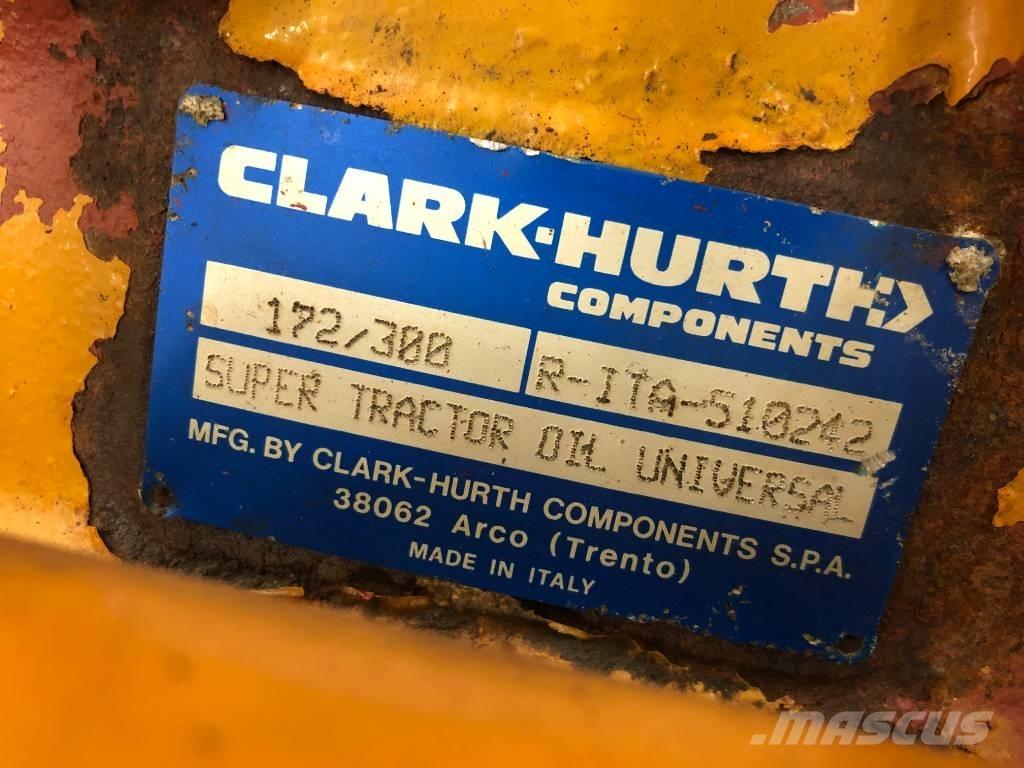 CLARK-HURTH
COMPONENTS
172/300 R-ITA-510242
SUPER TRACTOR OIL UNIVERSAL
MFG. BY CLARK-HURTH COMPONENTS S.P.A.
38062 Arco (Trento)
MADE IN ITALY
MASCUS